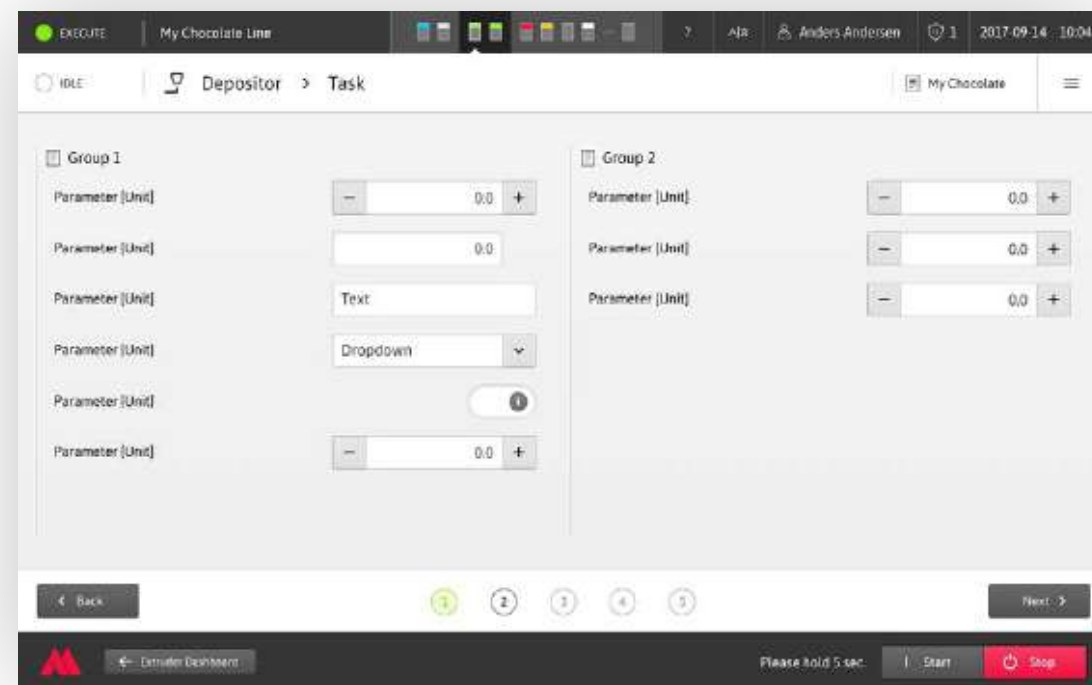 EXECUTE My Chocolate Line ? A|a Anders Andersen 1 2017-09-14 10:04
IDLE Depositor > Task My Chocolate
Group 1 Group 2
Parameter [Unit] − 0.0 + Parameter [Unit] − 0.0 +
Parameter [Unit] 0.0 Parameter [Unit] − 0.0 +
Parameter [Unit] Text Parameter [Unit] − 0.0 +
Parameter [Unit] Dropdown
Parameter [Unit]
Parameter [Unit] − 0.0 +
< Back 1 2 3 4 5 Next >
← Extruder Dashboard Please hold 5 sec. | Start Stop